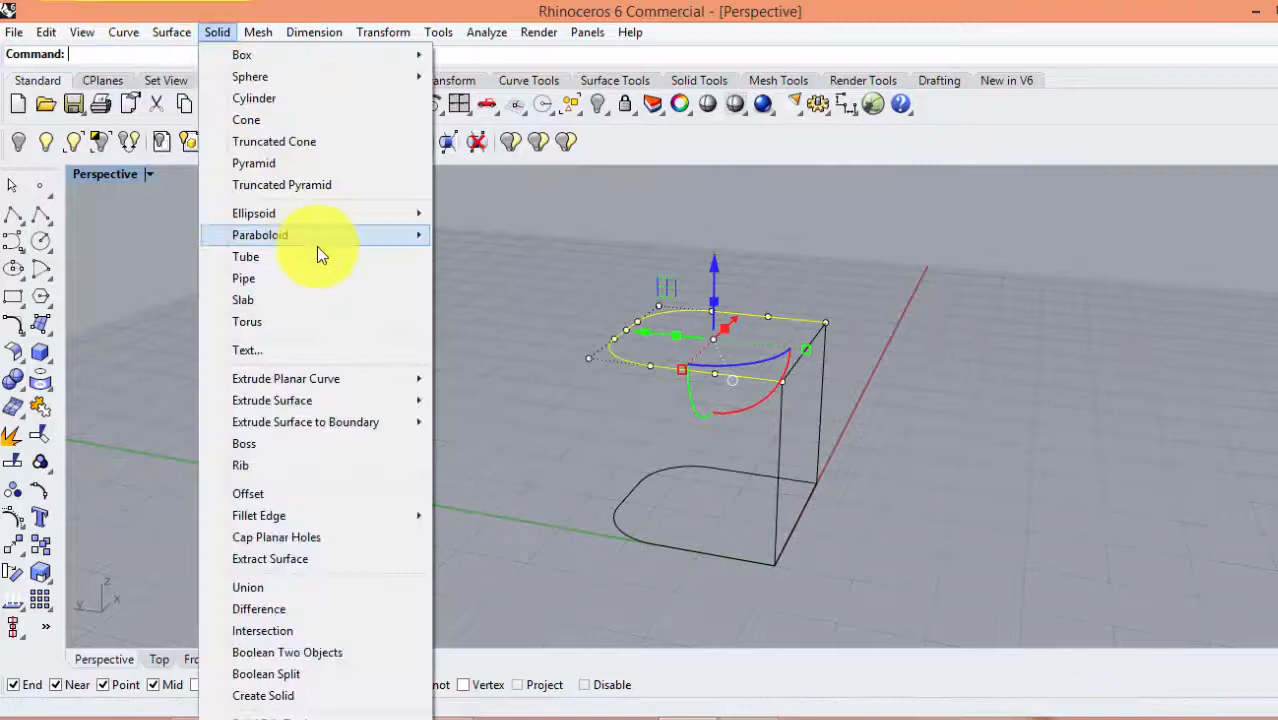 Rhinoceros 6 Commercial - [Perspective]
File Edit View Curve Surface Solid Mesh Dimension Transform Tools Analyze Render Panels Help
Command:
Standard CPlanes Set View Curve Tools Surface Tools Solid Tools Mesh Tools Render Tools Drafting New in V6
Perspective
Box
Sphere
Cylinder
Cone
Truncated Cone
Pyramid
Truncated Pyramid
Ellipsoid
Paraboloid
Tube
Pipe
Slab
Torus
Text...
Extrude Planar Curve
Extrude Surface
Extrude Surface to Boundary
Boss
Rib
Offset
Fillet Edge
Cap Planar Holes
Extract Surface
Union
Difference
Intersection
Boolean Two Objects
Boolean Split
Create Solid
z
y x
Perspective Top
End Near Point Mid Vertex Project Disable